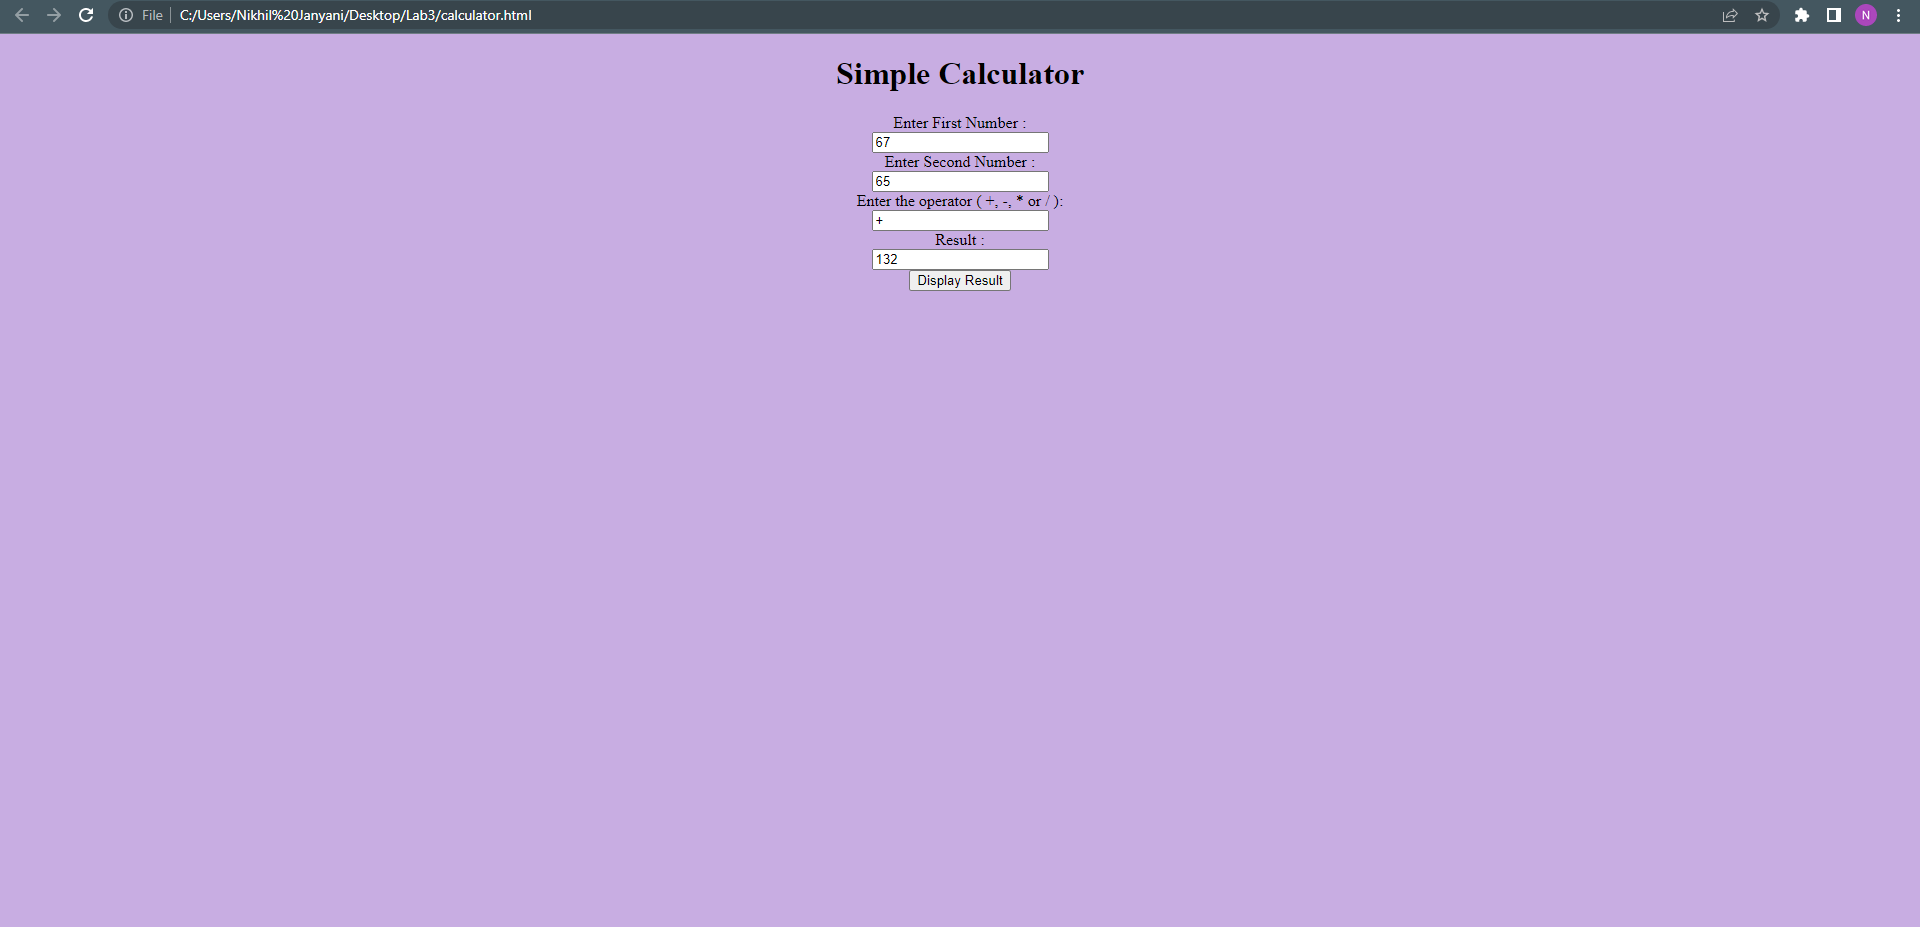 File C:/Users/Nikhil%20Janyani/Desktop/Lab3/calculator.html N
Simple Calculator
Enter First Number :
67
Enter Second Number :
65
Enter the operator ( +, -, * or / ):
+
Result :
132
Display Result